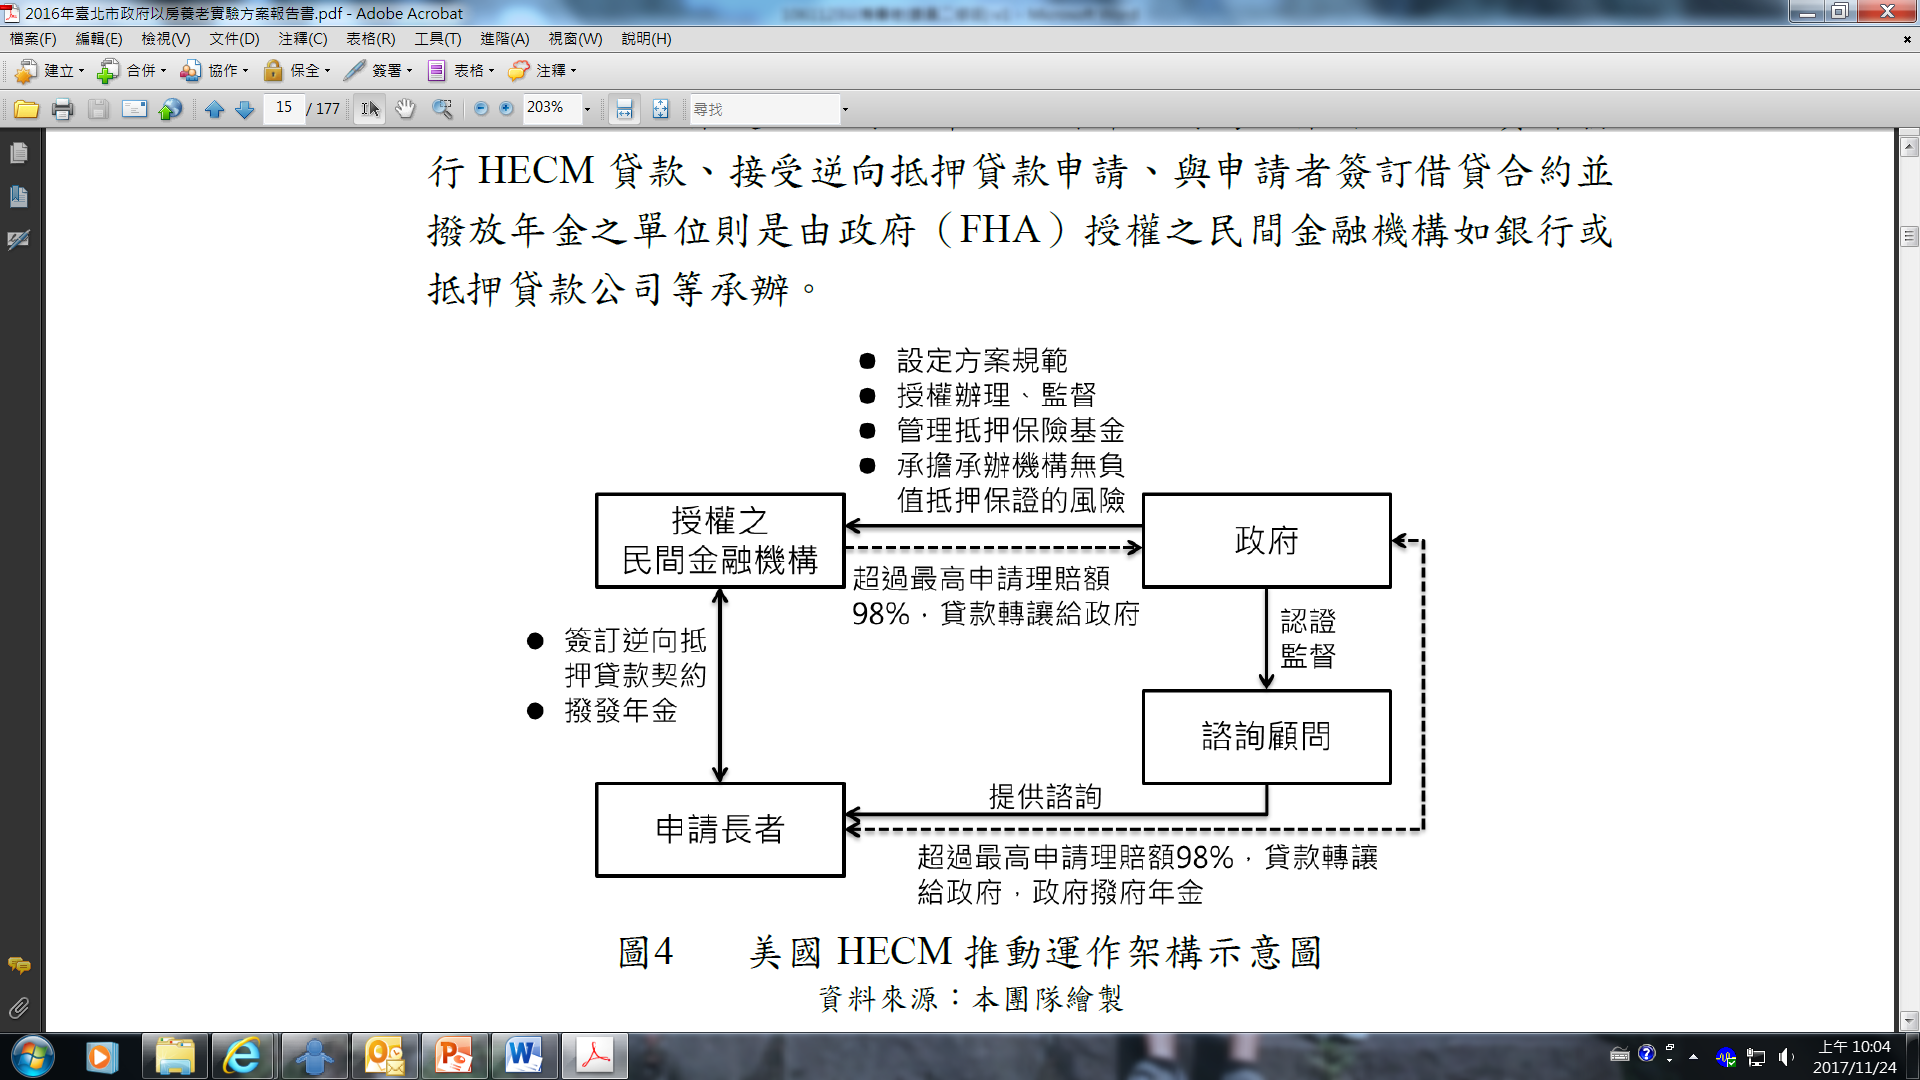 2016年臺北市政府以房養老實驗方案報告書.pdf - Adobe Acrobat
檔案(F) 編輯(E) 檢視(V) 文件(D) 注釋(C) 表格(R) 工具(T) 進階(A) 視窗(W) 說明(H)
建立 合併 協作 保全 簽署 表格 注釋
15 / 177 203% 尋找
行 HECM 貸款、接受逆向抵押貸款申請、與申請者簽訂借貸合約並
撥放年金之單位則是由政府（FHA）授權之民間金融機構如銀行或
抵押貸款公司等承辦。
● 設定方案規範
● 授權辦理、監督
● 管理抵押保險基金
● 承擔承辦機構無負
值抵押保證的風險
授權之
民間金融機構
政府
超過最高申請理賠額
98%，貸款轉讓給政府
● 簽訂逆向抵
押貸款契約
● 撥發年金
認證
監督
諮詢顧問
提供諮詢
申請長者
超過最高申請理賠額98%，貸款轉讓
給政府，政府撥府年金
圖4 美國 HECM 推動運作架構示意圖
資料來源：本團隊繪製
上午 10:04
2017/11/24